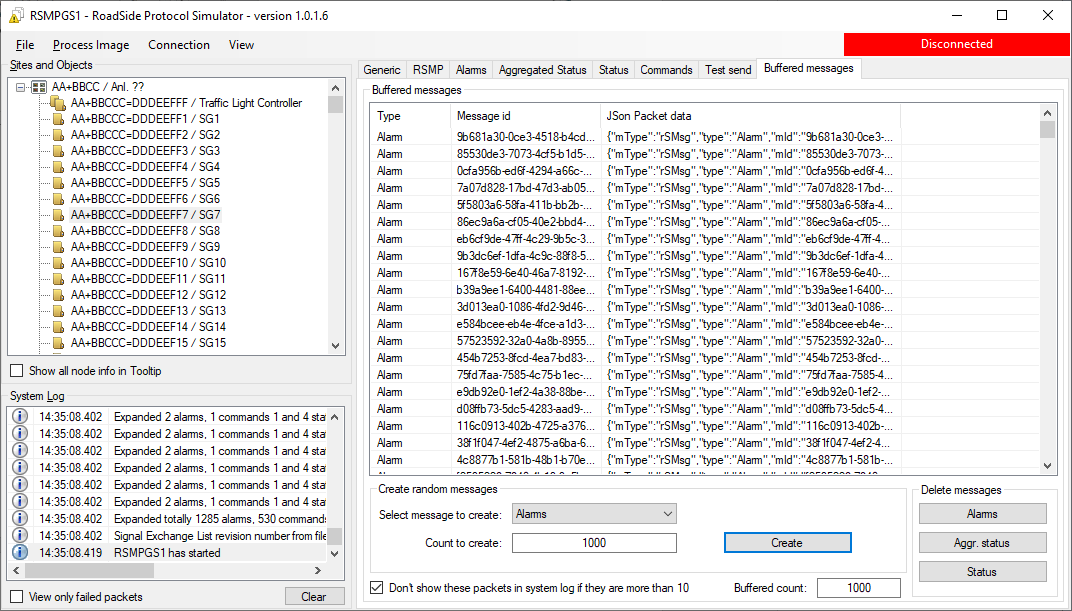 RSMPGS1 - RoadSide Protocol Simulator - version 1.0.1.6
File Process Image Connection View
Disconnected
Sites and Objects
AA+BBCC / Anl. ??
AA+BBCCC=DDDEEFFF / Traffic Light Controller
AA+BBCCC=DDDEEFF1 / SG1
AA+BBCCC=DDDEEFF2 / SG2
AA+BBCCC=DDDEEFF3 / SG3
AA+BBCCC=DDDEEFF4 / SG4
AA+BBCCC=DDDEEFF5 / SG5
AA+BBCCC=DDDEEFF6 / SG6
AA+BBCCC=DDDEEFF7 / SG7
AA+BBCCC=DDDEEFF8 / SG8
AA+BBCCC=DDDEEFF9 / SG9
AA+BBCCC=DDDEEF10 / SG10
AA+BBCCC=DDDEEF11 / SG11
AA+BBCCC=DDDEEF12 / SG12
AA+BBCCC=DDDEEF13 / SG13
AA+BBCCC=DDDEEF14 / SG14
AA+BBCCC=DDDEEF15 / SG15
Show all node info in Tooltip
System Log
14:35:08.402 Expanded 2 alarms, 1 commands 1 and 4 stat
14:35:08.402 Expanded 2 alarms, 1 commands 1 and 4 stat
14:35:08.402 Expanded 2 alarms, 1 commands 1 and 4 stat
14:35:08.402 Expanded 2 alarms, 1 commands 1 and 4 stat
14:35:08.402 Expanded 2 alarms, 1 commands 1 and 4 stat
14:35:08.402 Expanded 2 alarms, 1 commands 1 and 4 stat
14:35:08.402 Expanded totally 1285 alarms, 530 commands
14:35:08.402 Signal Exchange List revision number from file
14:35:08.419 RSMPGS1 has started
View only failed packets
Clear
Generic RSMP Alarms Aggregated Status Status Commands Test send Buffered messages
Buffered messages
Type Message id JSon Packet data
Alarm 9b681a30-0ce3-4518-b4cd... {"mType":"rSMsg","type":"Alarm","mId":"9b681a30-0ce3-...
Alarm 85530de3-7073-4cf5-b1d5-... {"mType":"rSMsg","type":"Alarm","mId":"85530de3-7073-...
Alarm 0cfa956b-ed6f-4294-a66c-... {"mType":"rSMsg","type":"Alarm","mId":"0cfa956b-ed6f-4...
Alarm 7a07d828-17bd-47d3-ab05... {"mType":"rSMsg","type":"Alarm","mId":"7a07d828-17bd-...
Alarm 5f5803a6-58fa-411b-bb2b-... {"mType":"rSMsg","type":"Alarm","mId":"5f5803a6-58fa-4...
Alarm 86ec9a6a-cf05-40e2-bbd4-... {"mType":"rSMsg","type":"Alarm","mId":"86ec9a6a-cf05-...
Alarm eb6cf9de-47ff-4c29-9b5c-3... {"mType":"rSMsg","type":"Alarm","mId":"eb6cf9de-47ff-4...
Alarm 9b3dc6ef-1dfa-4c9c-88f8-5... {"mType":"rSMsg","type":"Alarm","mId":"9b3dc6ef-1dfa-4...
Alarm 167f8e59-6e40-46a7-8192-... {"mType":"rSMsg","type":"Alarm","mId":"167f8e59-6e40-...
Alarm b39a9ee1-6400-4481-88ee... {"mType":"rSMsg","type":"Alarm","mId":"b39a9ee1-6400-...
Alarm 3d013ea0-1086-4fd2-9d46-... {"mType":"rSMsg","type":"Alarm","mId":"3d013ea0-1086-...
Alarm e584bcee-eb4e-4fce-a1d3-... {"mType":"rSMsg","type":"Alarm","mId":"e584bcee-eb4e-...
Alarm 57523592-32a0-4a8b-8955... {"mType":"rSMsg","type":"Alarm","mId":"57523592-32a0-...
Alarm 454b7253-8fcd-4ea7-bd83-... {"mType":"rSMsg","type":"Alarm","mId":"454b7253-8fcd-...
Alarm 75fd7faa-7585-4c75-b1ec-... {"mType":"rSMsg","type":"Alarm","mId":"75fd7faa-7585-4...
Alarm e9db92e0-1ef2-4a38-88be-... {"mType":"rSMsg","type":"Alarm","mId":"e9db92e0-1ef2-...
Alarm d08ffb73-5dc5-4283-aad9-... {"mType":"rSMsg","type":"Alarm","mId":"d08ffb73-5dc5-4...
Alarm 116c0913-402b-4725-a376... {"mType":"rSMsg","type":"Alarm","mId":"116c0913-402b-...
Alarm 38f1f047-4ef2-4875-a6ba-6... {"mType":"rSMsg","type":"Alarm","mId":"38f1f047-4ef2-4...
Alarm 4c8877b1-581b-48b1-b70e... {"mType":"rSMsg","type":"Alarm","mId":"4c8877b1-581b-...
Create random messages
Select message to create: Alarms
Count to create: 1000
Create
Don't show these packets in system log if they are more than 10
Buffered count: 1000
Delete messages
Alarms
Aggr. status
Status